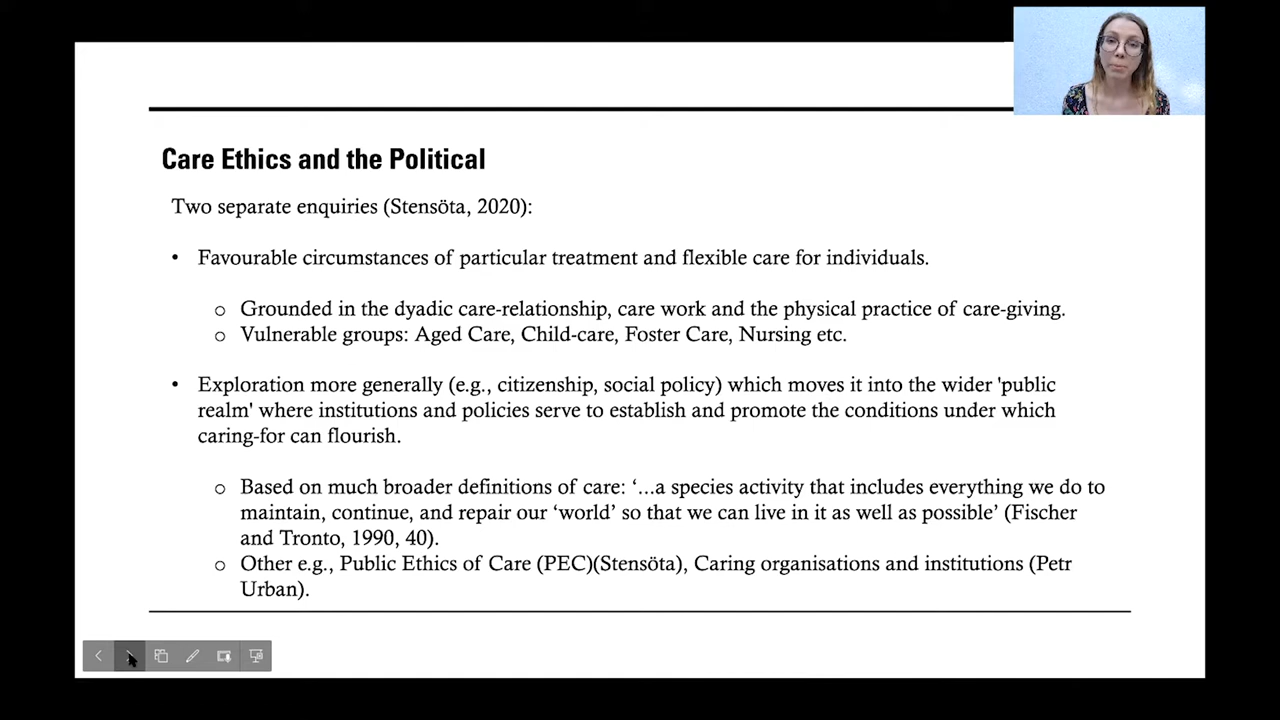 Care Ethics and the Political
Two separate enquiries (Stensöta, 2020):
• Favourable circumstances of particular treatment and flexible care for individuals.
o Grounded in the dyadic care-relationship, care work and the physical practice of care-giving.
o Vulnerable groups: Aged Care, Child-care, Foster Care, Nursing etc.
• Exploration more generally (e.g., citizenship, social policy) which moves it into the wider 'public
realm' where institutions and policies serve to establish and promote the conditions under which
caring-for can flourish.
o Based on much broader definitions of care: ‘…a species activity that includes everything we do to
maintain, continue, and repair our ‘world’ so that we can live in it as well as possible’ (Fischer
and Tronto, 1990, 40).
o Other e.g., Public Ethics of Care (PEC)(Stensöta), Caring organisations and institutions (Petr
Urban).